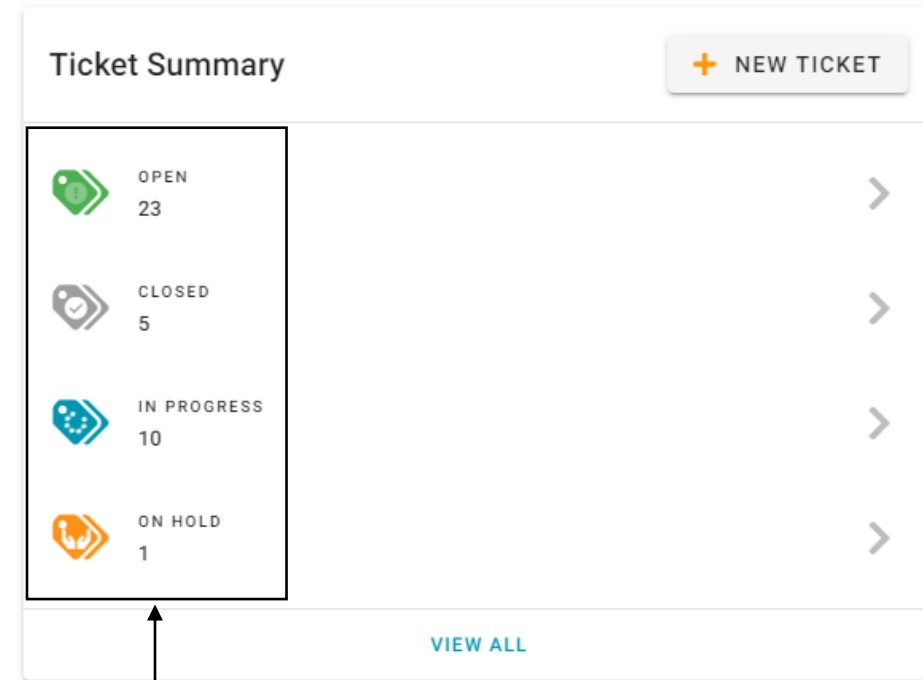 Ticket Summary
NEW TICKET
OPEN
23
CLOSED
5
IN PROGRESS
10
ON HOLD
1
VIEW ALL